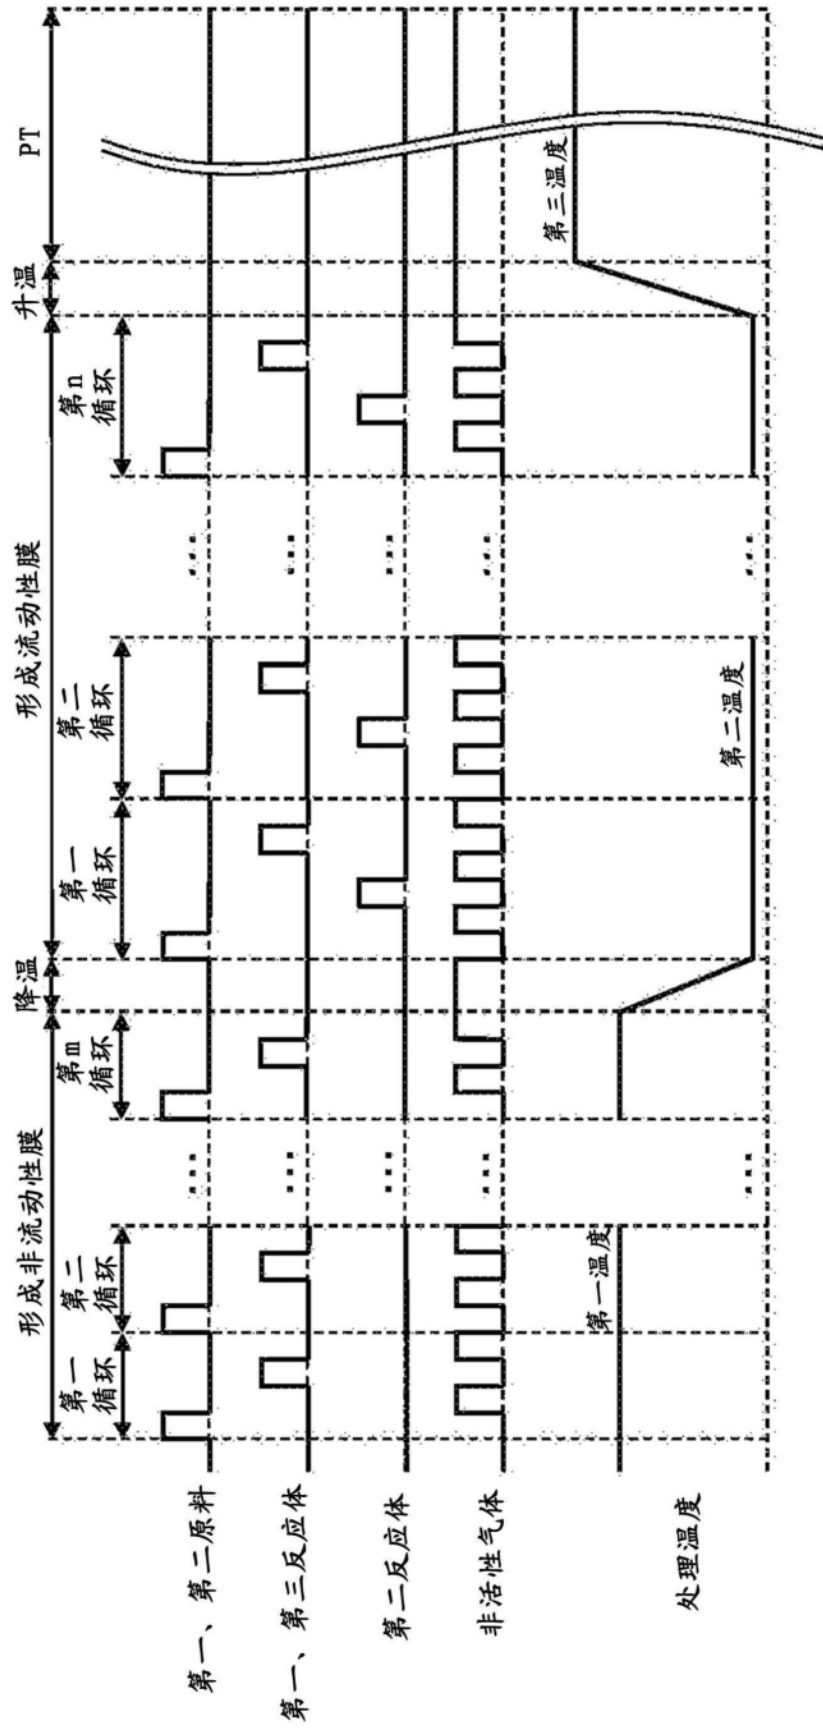 形成非流动性膜
降温
形成流动性膜
升温
PT
第一
循环
第二
循环
第m
循环
第一
循环
第二
循环
第n
循环
第一、第二原料
...
...
第一、第三反应体
...
...
第二反应体
...
...
非活性气体
...
...
处理温度
第一温度
...
第二温度
...
第三温度